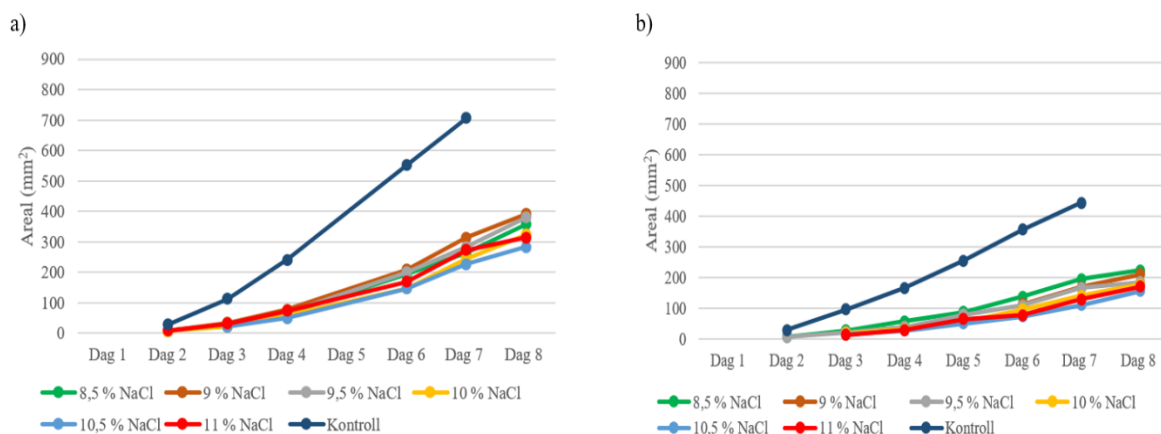 a)
Areal (mm²)
900
800
700
600
500
400
300
200
100
0
Dag 1 Dag 2 Dag 3 Dag 4 Dag 5 Dag 6 Dag 7 Dag 8
8,5 % NaCl 9 % NaCl 9,5 % NaCl 10 % NaCl
10,5 % NaCl 11 % NaCl Kontroll
b)
Areal (mm²)
900
800
700
600
500
400
300
200
100
0
Dag 1 Dag 2 Dag 3 Dag 4 Dag 5 Dag 6 Dag 7 Dag 8
8,5 % NaCl 9 % NaCl 9,5 % NaCl 10 % NaCl
10,5 % NaCl 11 % NaCl Kontroll